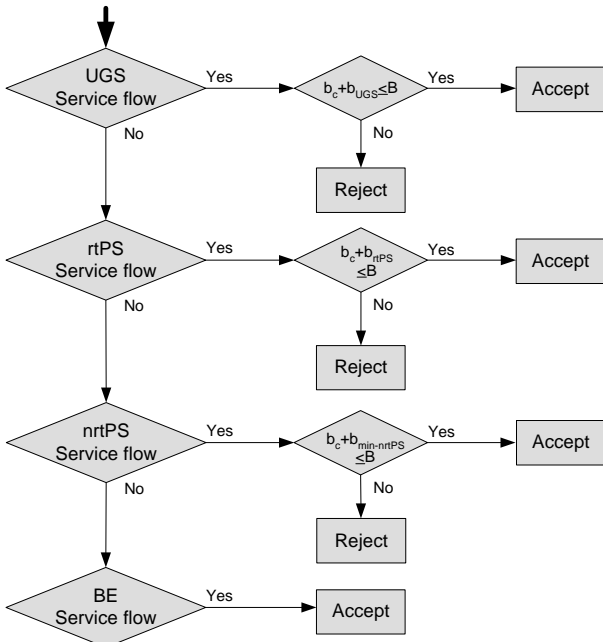 UGS
Service flow
Yes
b_c+b_UGS≤B
Yes
Accept
No
No
Reject
rtPS
Service flow
Yes
b_c+b_rtPS
≤B
Yes
Accept
No
No
Reject
nrtPS
Service flow
Yes
b_c+b_min-nrtPS
≤B
Yes
Accept
No
No
Reject
BE
Service flow
Yes
Accept